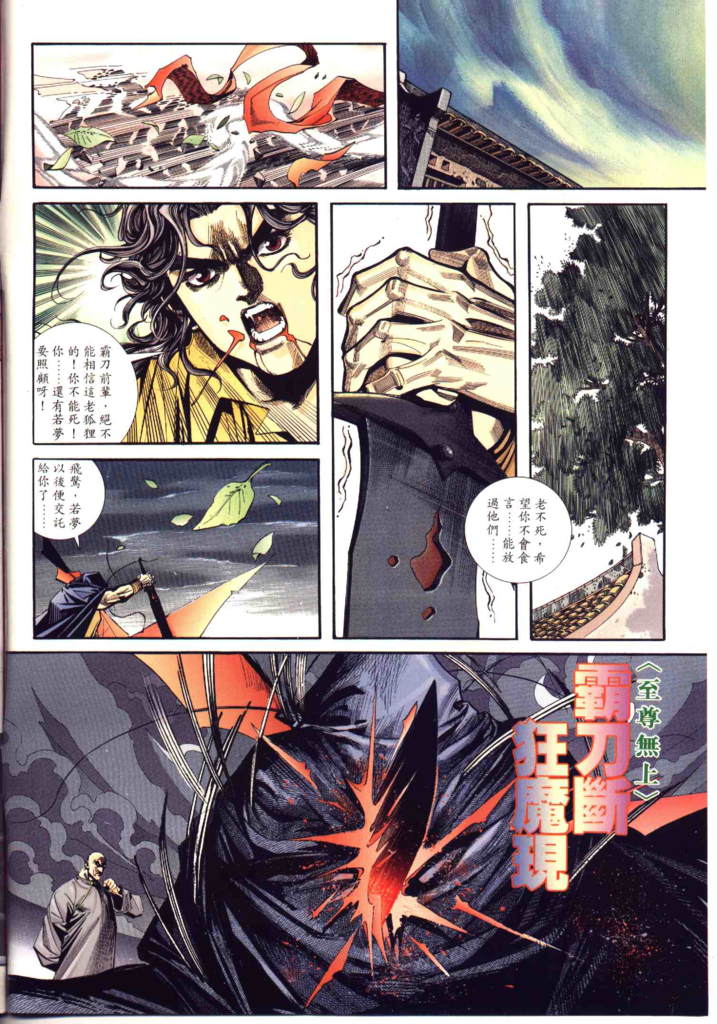 老不死，希
望你不會食
言……能放
過他們……
霸刀前輩，絕不
能相信這老狐狸
的！你不能死！
你……還有若夢
要照顧呀！
飛驚，若夢
以後便交託
給你了……
〈至尊無上〉
霸刀斷
狂魔現